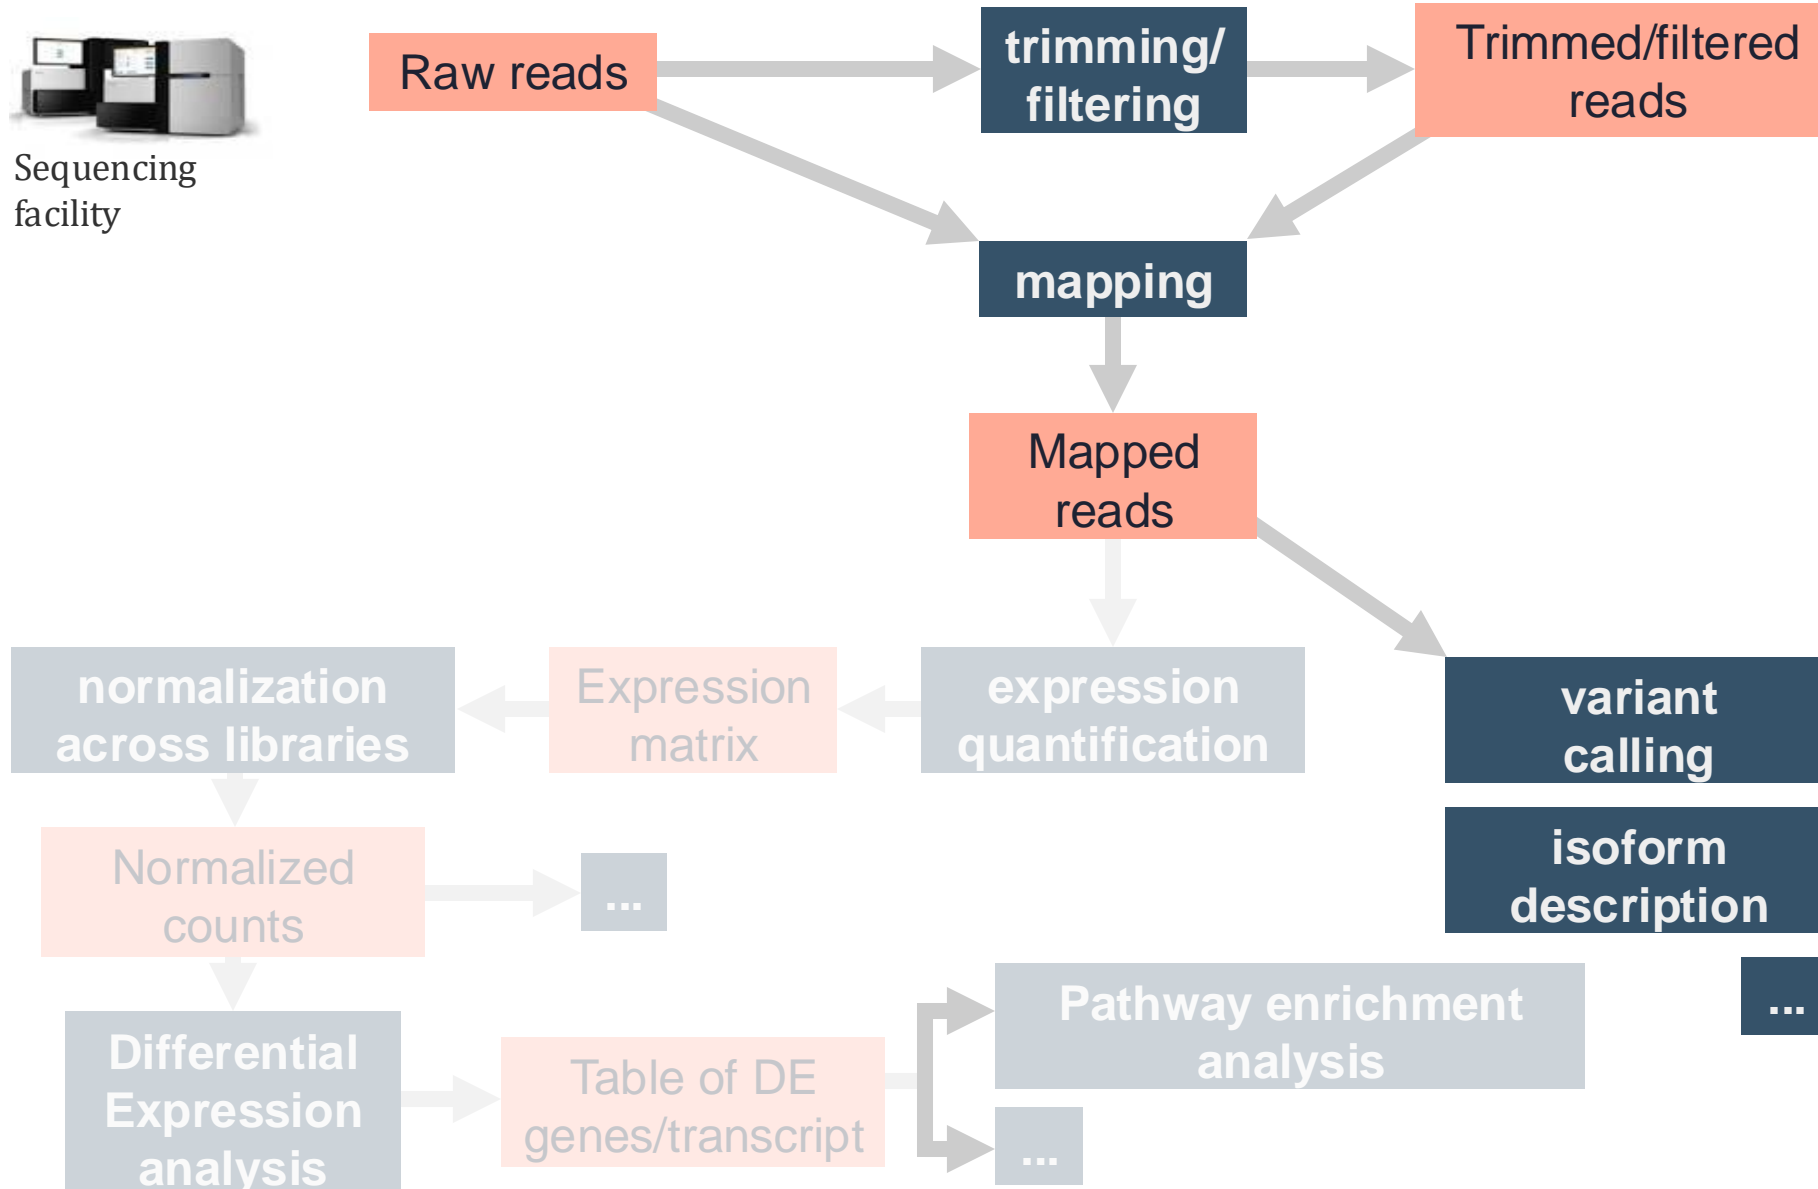 Sequencing
facility
Raw reads
trimming/
filtering
Trimmed/filtered
reads
mapping
Mapped
reads
normalization
across libraries
Expression
matrix
expression
quantification
variant
calling
Normalized
counts
...
isoform
description
...
Differential
Expression
analysis
Table of DE
genes/transcript
Pathway enrichment
analysis
...